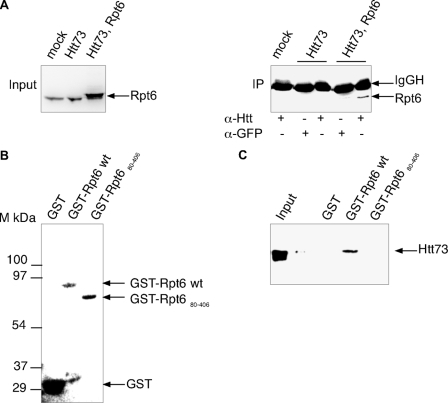 A
mock
Htt73
Htt73, Rpt6
Input
Rpt6
mock
Htt73
Htt73, Rpt6
IP
IgGH
Rpt6
α-Htt + - + - +
α-GFP - + - + -
B
M kDa
GST
GST-Rpt6 wt
GST-Rpt6 80-406
100
97
54
37
29
GST-Rpt6 wt
GST-Rpt6 80-406
GST
C
Input
GST
GST-Rpt6 wt
GST-Rpt6 80-406
Htt73